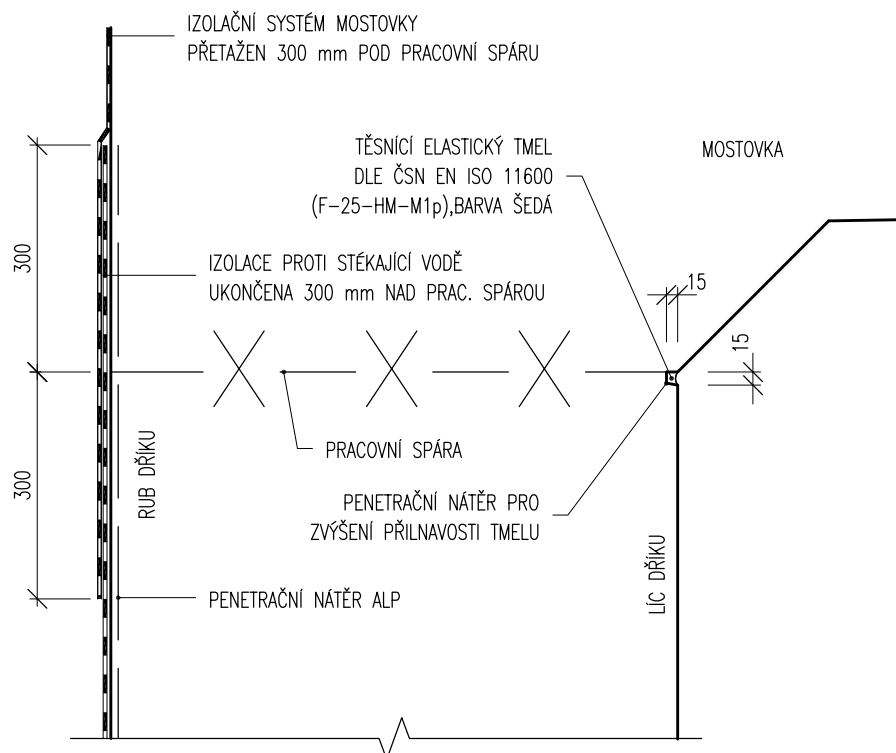 IZOLAČNÍ SYSTÉM MOSTOVKY
PŘETAŽEN 300 mm POD PRACOVNÍ SPÁRU
TĚSNÍCÍ ELASTICKÝ TMEL
DLE ČSN EN ISO 11600
(F-25-HM-M1p),BARVA ŠEDÁ
MOSTOVKA
300
IZOLACE PROTI STÉKAJÍCÍ VODĚ
UKONČENA 300 mm NAD PRAC. SPÁROU
15
15
PRACOVNÍ SPÁRA
300
RUB DŘÍKU
PENETRAČNÍ NÁTĚR PRO
ZVÝŠENÍ PŘILNAVOSTI TMELU
LÍC DŘÍKU
PENETRAČNÍ NÁTĚR ALP